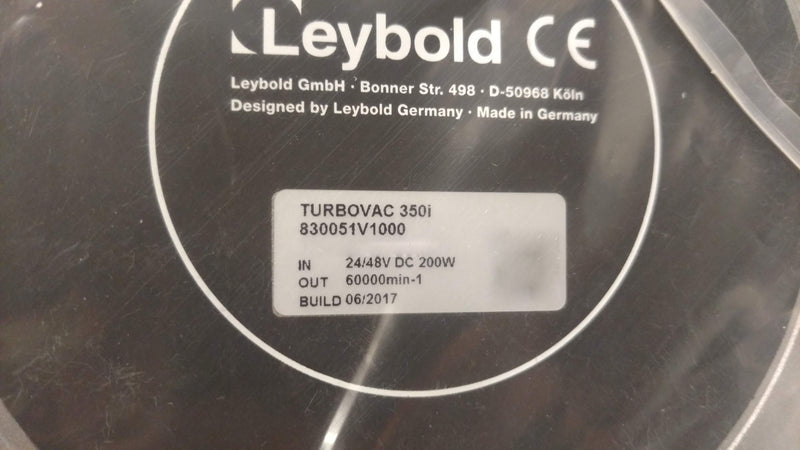 Leybold CE
Leybold GmbH · Bonner Str. 498 · D-50968 Köln
Designed by Leybold Germany · Made in Germany
TURBOVAC 350i
830051V1000
IN 24/48V DC 200W
OUT 60000min-1
BUILD 06/2017